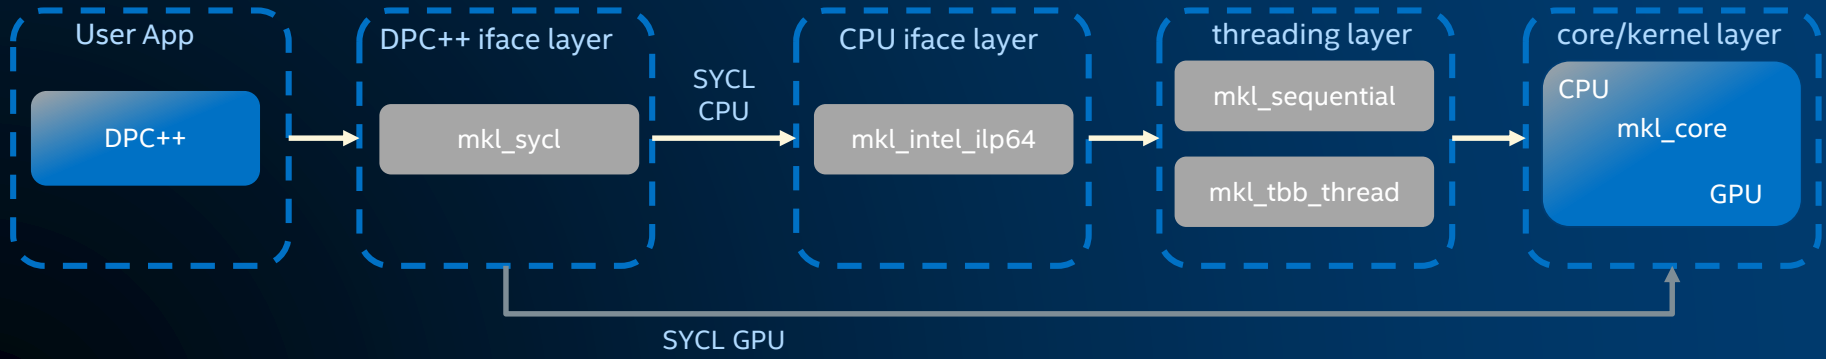 User App
DPC++
DPC++ iface layer
mkl_sycl
SYCL
CPU
CPU iface layer
mkl_intel_ilp64
threading layer
mkl_sequential
mkl_tbb_thread
core/kernel layer
CPU
mkl_core
GPU
SYCL GPU